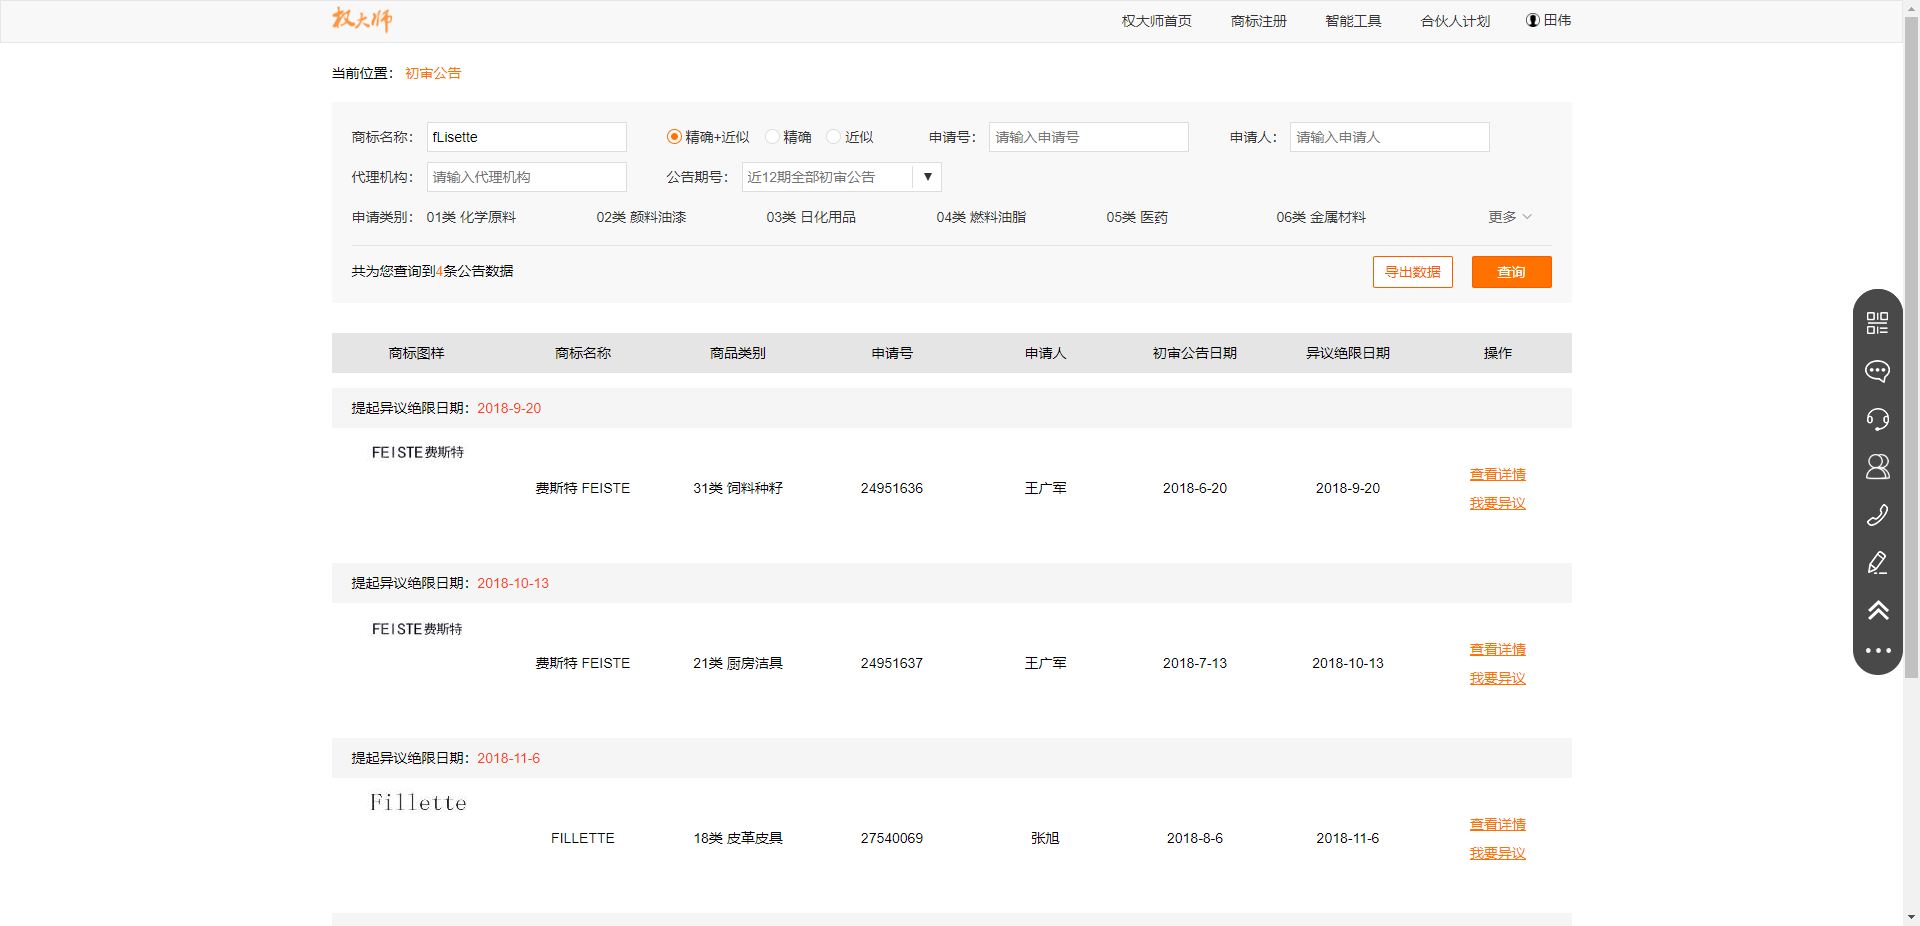 权大师 权大师首页 商标注册 智能工具 合伙人计划 田伟
当前位置： 初审公告
商标名称： fLisette 精确+近似 精确 近似 申请号： 请输入申请号 申请人： 请输入申请人
代理机构： 请输入代理机构 公告期号： 近12期全部初审公告 ▼
申请类别： 01类 化学原料 02类 颜料油漆 03类 日化用品 04类 燃料油脂 05类 医药 06类 金属材料 更多
共为您查询到4条公告数据 导出数据 查询
商标图样 商标名称 商品类别 申请号 申请人 初审公告日期 异议绝限日期 操作
提起异议绝限日期：2018-9-20
FEISTE费斯特
查看详情
费斯特 FEISTE 31类 饲料种籽 24951636 王广军 2018-6-20 2018-9-20
我要异议
提起异议绝限日期：2018-10-13
FEISTE费斯特
查看详情
费斯特 FEISTE 21类 厨房洁具 24951637 王广军 2018-7-13 2018-10-13
我要异议
提起异议绝限日期：2018-11-6
Fillette
查看详情
FILLETTE 18类 皮革皮具 27540069 张旭 2018-8-6 2018-11-6
我要异议